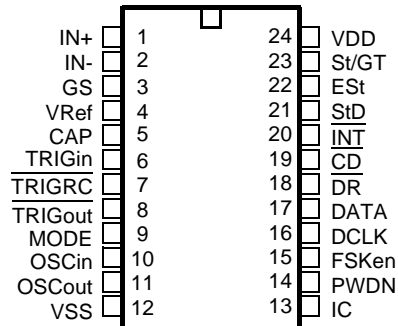 IN+ 1 24 VDD
IN- 2 23 St/GT
GS 3 22 ESt
VRef 4 21 StD
CAP 5 20 INT
TRIGin 6 19 CD
TRIGRC 7 18 DR
TRIGout 8 17 DATA
MODE 9 16 DCLK
OSCin 10 15 FSKen
OSCout 11 14 PWDN
VSS 12 13 IC